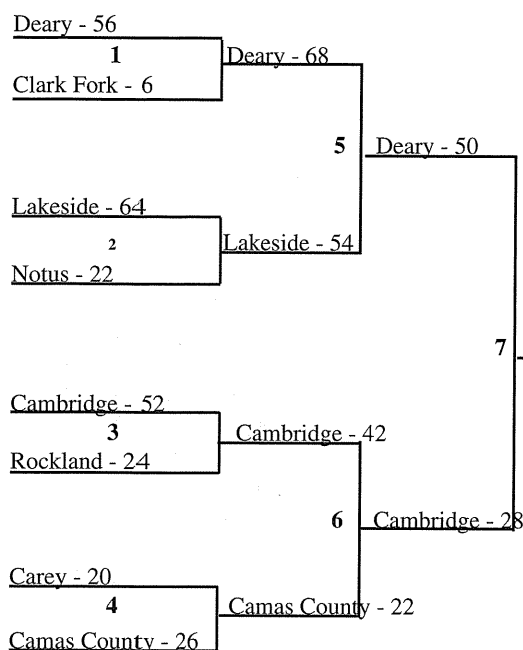 Deary - 56
1
Deary - 68
Clark Fork - 6
5
Deary - 50
Lakeside - 64
2
Lakeside - 54
Notus - 22
7
Cambridge - 52
3
Cambridge - 42
Rockland - 24
6
Cambridge - 28
Carey - 20
4
Camas County - 22
Camas County - 26